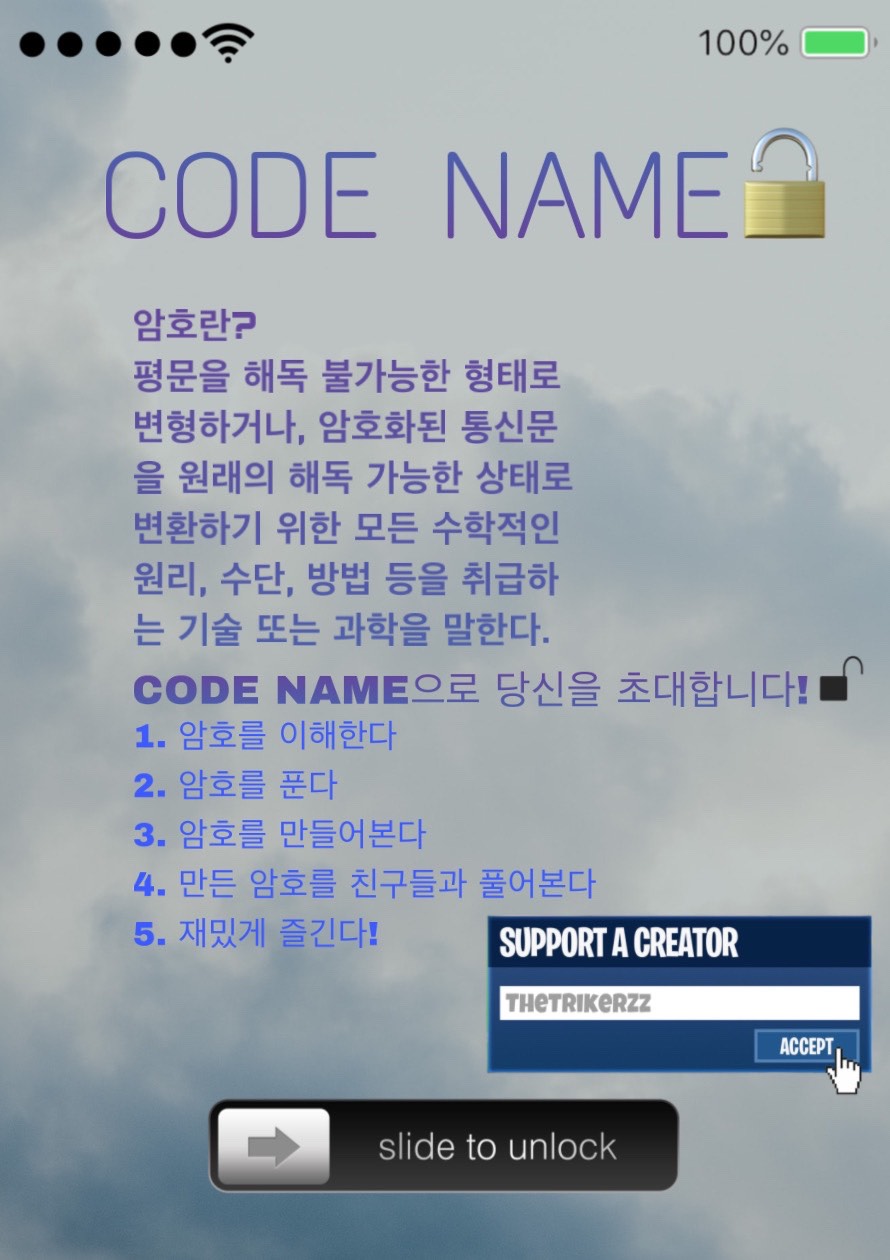 100%
CODE NAME
암호란?
평문을 해독 불가능한 형태로
변형하거나, 암호화된 통신문
을 원래의 해독 가능한 상태로
변환하기 위한 모든 수학적인
원리, 수단, 방법 등을 취급하
는 기술 또는 과학을 말한다.
CODE NAME으로 당신을 초대합니다!
1. 암호를 이해한다
2. 암호를 푼다
3. 암호를 만들어본다
4. 만든 암호를 친구들과 풀어본다
5. 재밌게 즐긴다!
SUPPORT A CREATOR
THETRIKERZZ
ACCEPT
slide to unlock